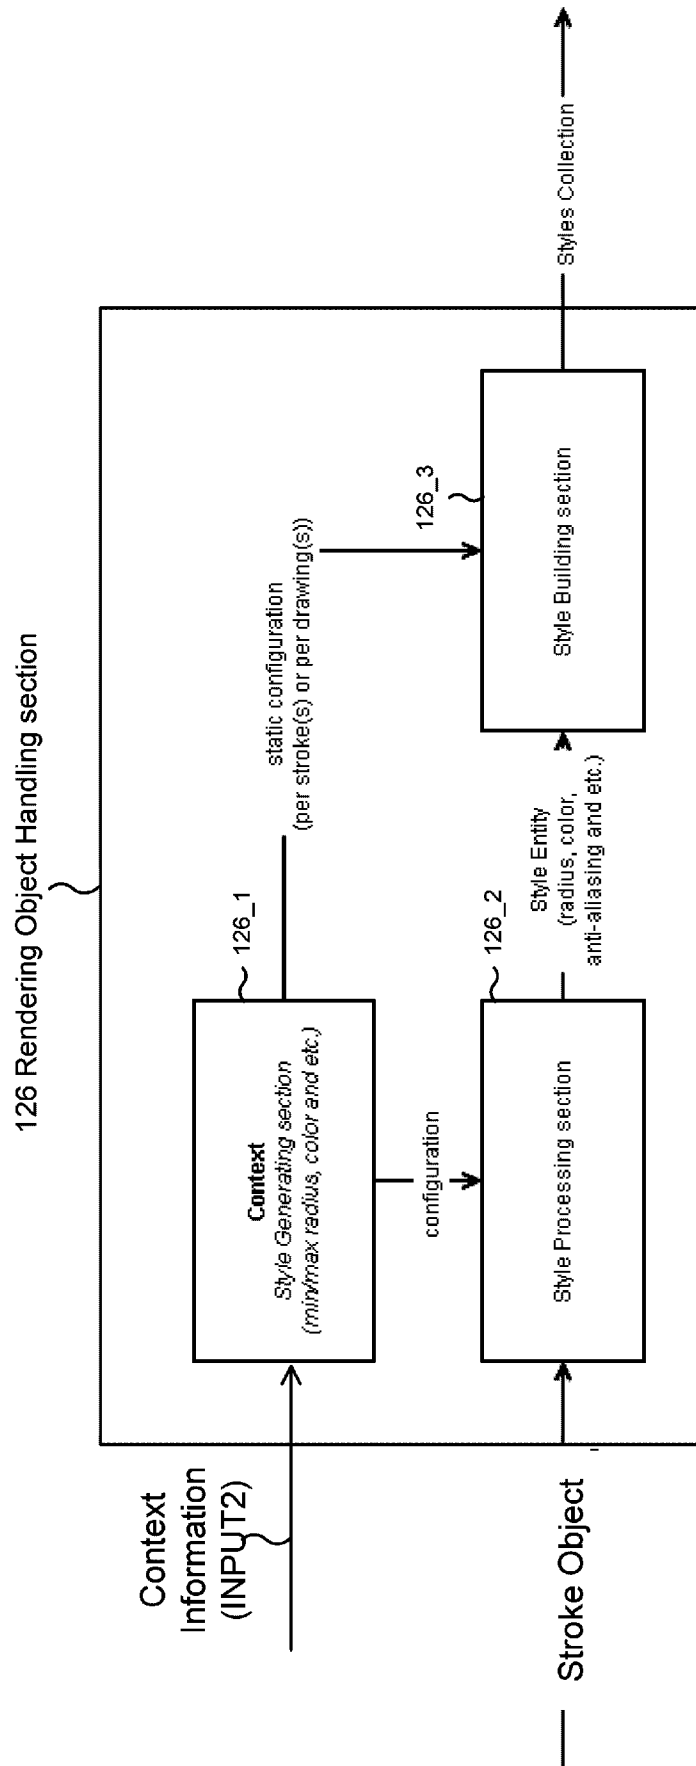 126 Rendering Object Handling section
Context
Information
(INPUT2)
126_1
Context
Style Generating section
(min/max radius, color and etc.)
static configuration
(per stroke(s) or per drawing(s))
configuration
Stroke Object
126_2
Style Processing section
Style Entity
(radius, color,
anti-aliasing and etc.)
126_3
Style Building section
Styles Collection